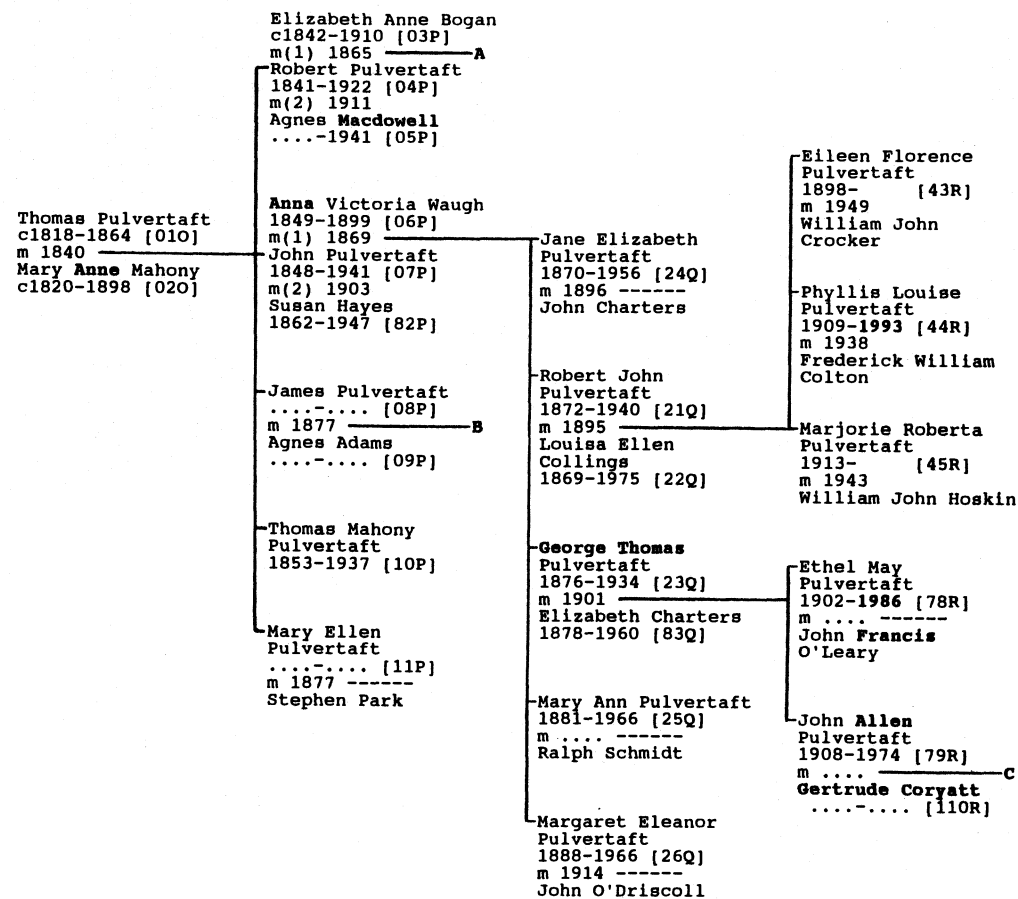 Thomas Pulvertaft
c1818-1864 [01O]
m 1840
Mary Anne Mahony
c1820-1898 [02O]
Elizabeth Anne Bogan
c1842-1910 [03P]
m(1) 1865 A
Robert Pulvertaft
1841-1922 [04P]
m(2) 1911
Agnes Macdowell
....-1941 [05P]
Anna Victoria Waugh
1849-1899 [06P]
m(1) 1869
John Pulvertaft
1848-1941 [07P]
m(2) 1903
Susan Hayes
1862-1947 [82P]
James Pulvertaft
....-.... [08P]
m 1877 B
Agnes Adams
....-.... [09P]
Thomas Mahony
Pulvertaft
1853-1937 [10P]
Mary Ellen
Pulvertaft
....-.... [11P]
m 1877 ------
Stephen Park
Jane Elizabeth
Pulvertaft
1870-1956 [24Q]
m 1896 ------
John Charters
Robert John
Pulvertaft
1872-1940 [21Q]
m 1895
Louisa Ellen
Collings
1869-1975 [22Q]
George Thomas
Pulvertaft
1876-1934 [23Q]
m 1901
Elizabeth Charters
1878-1960 [83Q]
Mary Ann Pulvertaft
1881-1966 [25Q]
m .... ------
Ralph Schmidt
Margaret Eleanor
Pulvertaft
1888-1966 [26Q]
m 1914 ------
John O'Driscoll
Eileen Florence
Pulvertaft
1898- [43R]
m 1949
William John
Crocker
Phyllis Louise
Pulvertaft
1909-1993 [44R]
m 1938
Frederick William
Colton
Marjorie Roberta
Pulvertaft
1913- [45R]
m 1943
William John Hoskin
Ethel May
Pulvertaft
1902-1986 [78R]
m .... ------
John Francis
O'Leary
John Allen
Pulvertaft
1908-1974 [79R]
m .... C
Gertrude Coryatt
....-.... [110R]